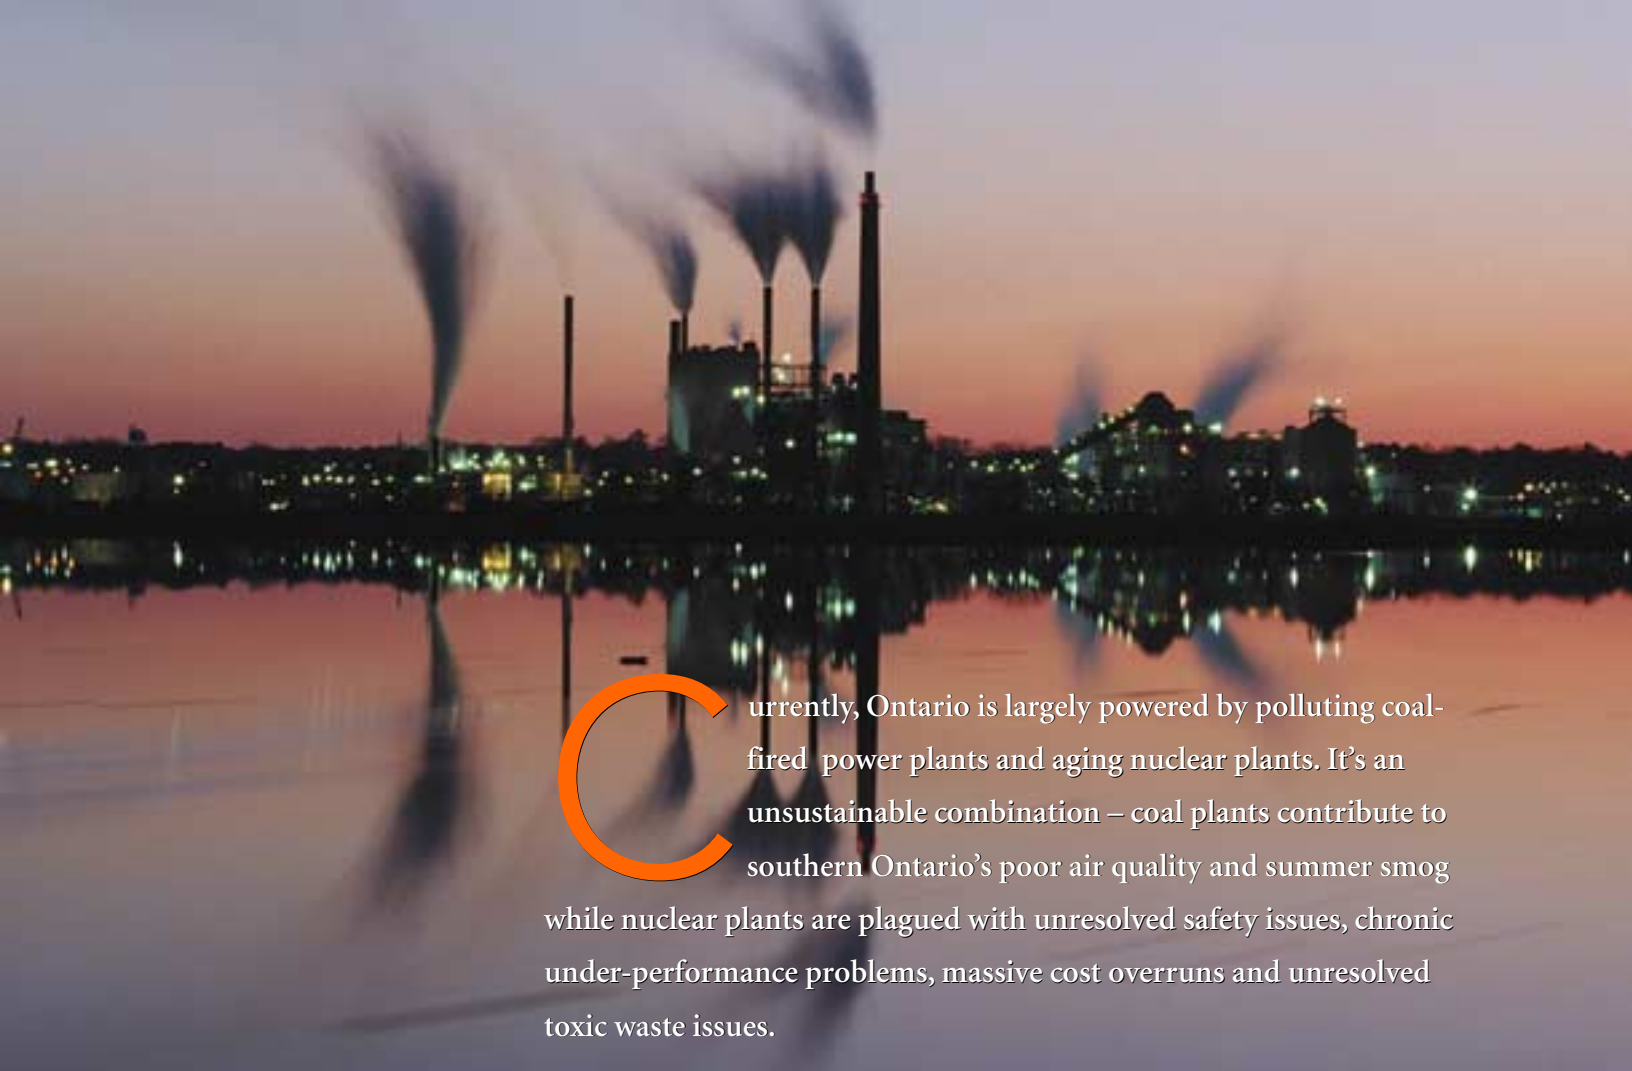 Currently, Ontario is largely powered by polluting coal-
fired power plants and aging nuclear plants. It’s an
unsustainable combination – coal plants contribute to
southern Ontario’s poor air quality and summer smog
while nuclear plants are plagued with unresolved safety issues, chronic
under-performance problems, massive cost overruns and unresolved
toxic waste issues.